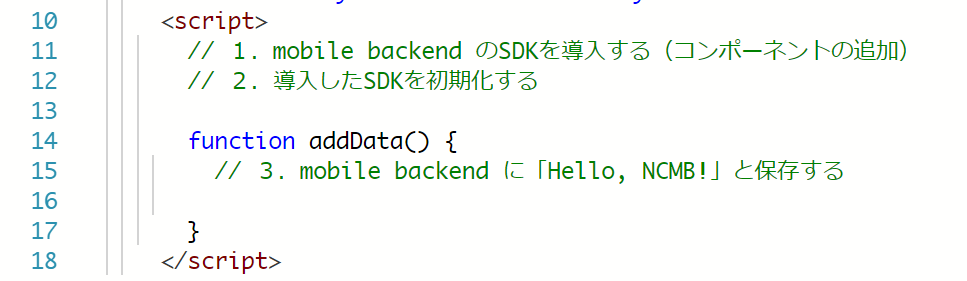 10 <script>
11 // 1. mobile backend のSDKを導入する（コンポーネントの追加）
12 // 2. 導入したSDKを初期化する
13
14 function addData() {
15 // 3. mobile backend に「Hello, NCMB!」と保存する
16
17 }
18 </script>